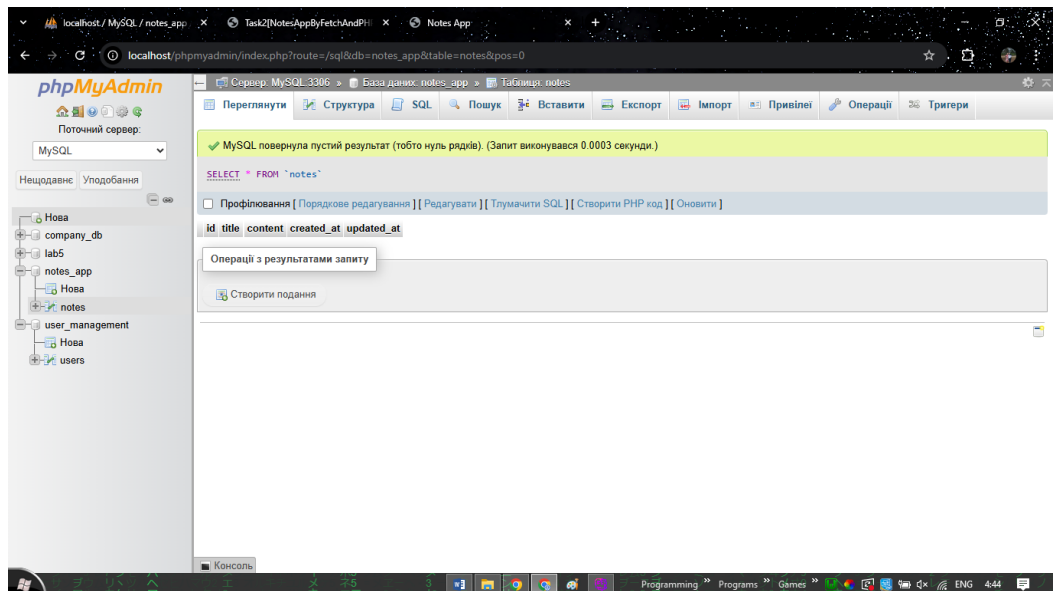 localhost / MySQL / notes_app
Task2[NotesAppByFetchAndPH
Notes App
localhost/phpmyadmin/index.php?route=/sql&db=notes_app&table=notes&pos=0
phpMyAdmin
Поточний сервер:
MySQL
Нещодавнє Уподобання
Нова
company_db
lab5
notes_app
Нова
notes
user_management
Нова
users
Сервер: MySQL:3306 » База даних: notes_app » Таблиця: notes
Переглянути Структура SQL Пошук Вставити Експорт Імпорт Привілеї Операції Тригери
MySQL повернула пустий результат (тобто нуль рядків). (Запит виконувався 0.0003 секунди.)
SELECT * FROM `notes`
Профілювання [ Порядкове редагування ] [ Редагувати ] [ Тлумачити SQL ] [ Створити PHP код ] [ Оновити ]
id title content created_at updated_at
Операції з результатами запиту
Створити подання
Консоль
Programming » Programs » Games » ENG 4:44